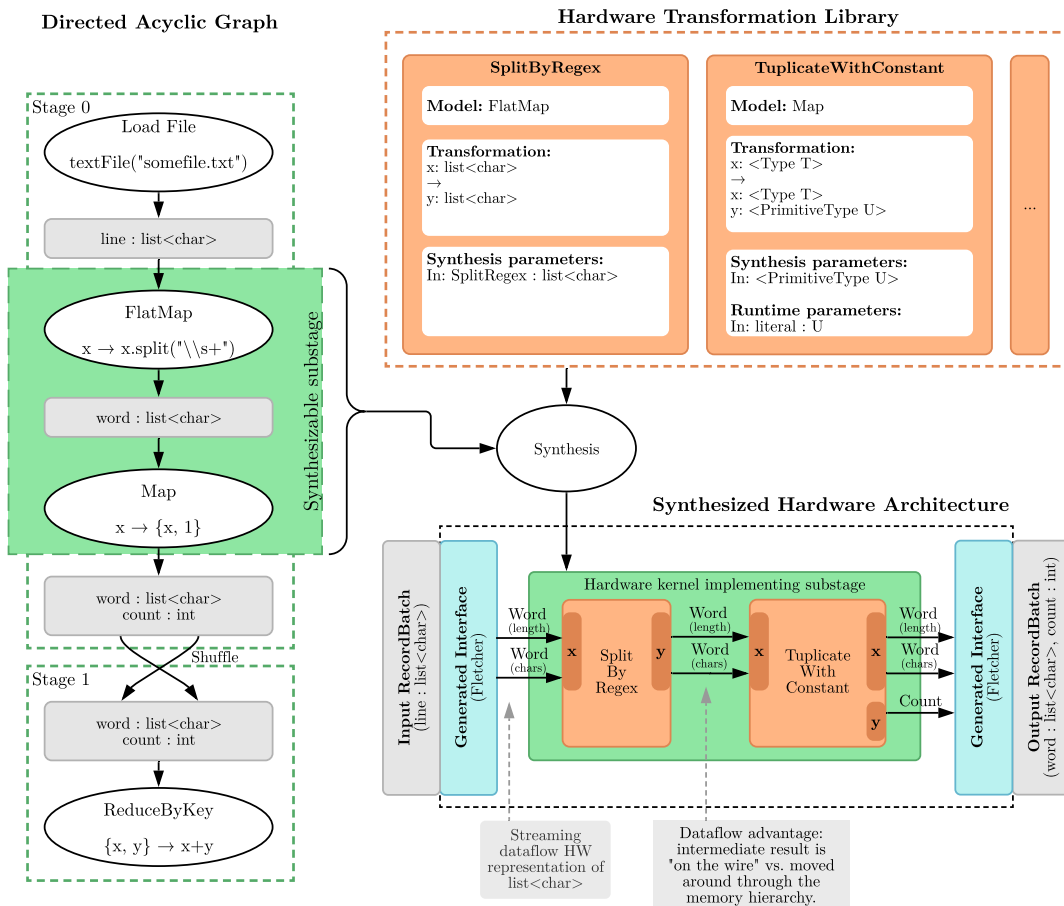 Directed Acyclic Graph
Stage 0
Load File
textFile("somefile.txt")
line : list<char>
FlatMap
x → x.split("\\s+")
word : list<char>
Map
x → {x, 1}
Synthesizable substage
word : list<char>
count : int
Shuffle
Stage 1
word : list<char>
count : int
ReduceByKey
{x, y} → x+y
Hardware Transformation Library
SplitByRegex
Model: FlatMap
Transformation:
x: list<char>
→
y: list<char>
Synthesis parameters:
In: SplitRegex : list<char>
TuplicateWithConstant
Model: Map
Transformation:
x: <Type T>
→
x: <Type T>
y: <PrimitiveType U>
Synthesis parameters:
In: <PrimitiveType U>
Runtime parameters:
In: literal : U
...
Synthesis
Synthesized Hardware Architecture
Input RecordBatch
(line : list<char>)
Generated Interface
(Fletcher)
Hardware kernel implementing substage
Word
(length)
Word
(chars)
x
Split
By
Regex
y
Word
(length)
Word
(chars)
x
Tuplicate
With
Constant
x
y
Word
(length)
Word
(chars)
Count
Generated Interface
(Fletcher)
Output RecordBatch
(word : list<char>, count : int)
Streaming
dataflow HW
representation of
list<char>
Dataflow advantage:
intermediate result is
"on the wire" vs. moved
around through the
memory hierarchy.